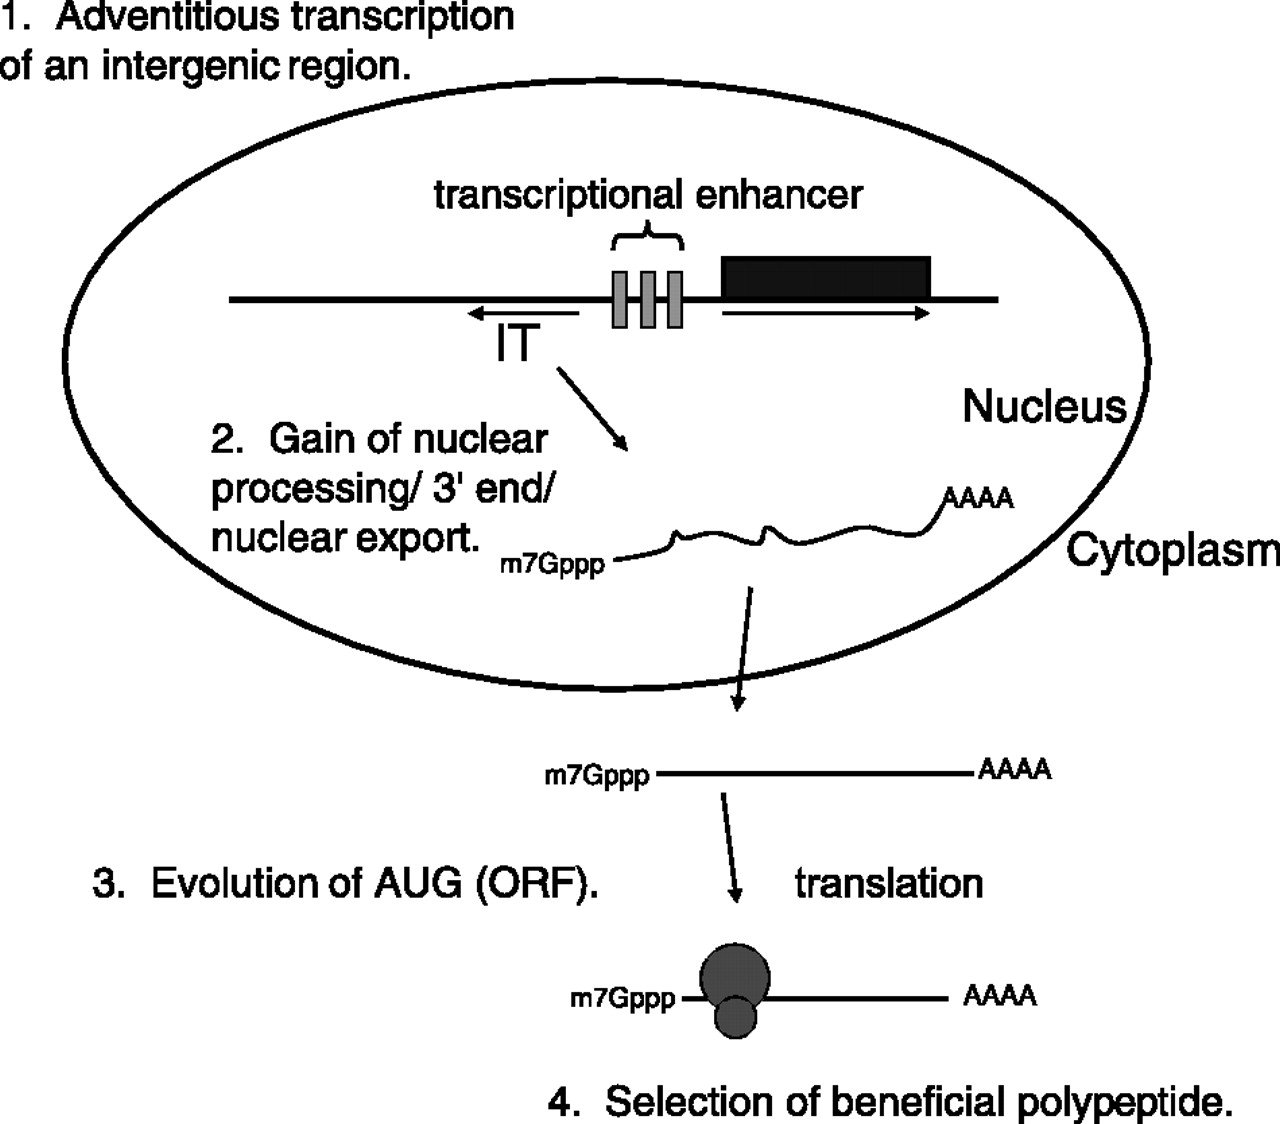 1. Adventitious transcription
of an intergenic region.
transcriptional enhancer
IT
Nucleus
2. Gain of nuclear
processing/ 3' end/
nuclear export.
AAAA
m7Gppp
Cytoplasm
m7Gppp
AAAA
3. Evolution of AUG (ORF).
translation
m7Gppp
AAAA
4. Selection of beneficial polypeptide.